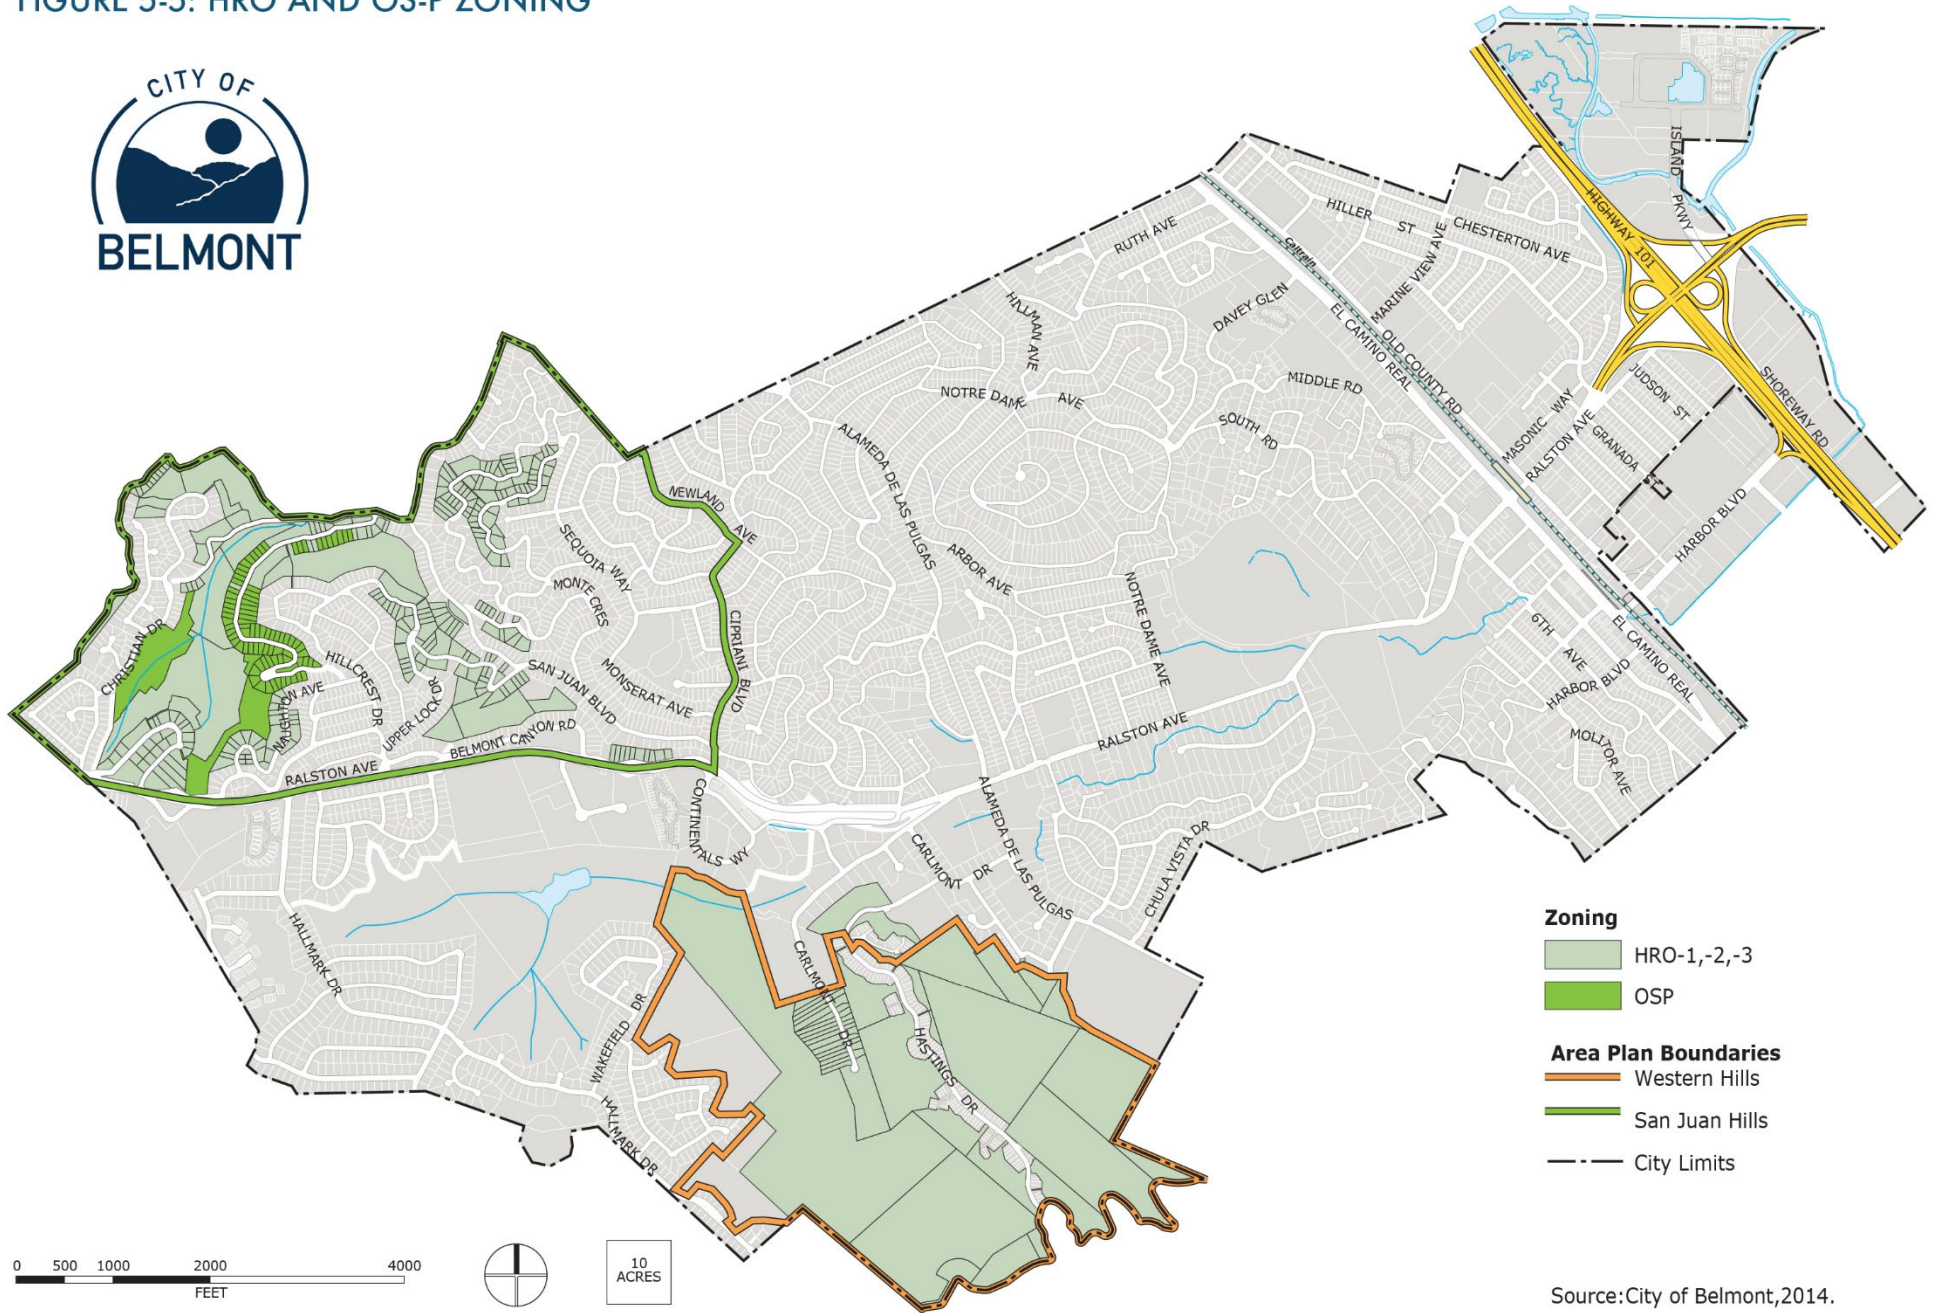 FIGURE 5-5: HRO AND OS-P ZONING
CITY OF
BELMONT
ISLAND PKWY
HIGHWAY 101
HILLER ST
CHESTERTON AVE
MARINE VIEW AVE
RUTH AVE
Caltrain
DAVEY GLEN
HILLMAN AVE
EL CAMINO REAL
OLD COUNTY RD
MIDDLE RD
NOTRE DAME AVE
SOUTH RD
MASONIC WAY
RALSTON AVE
JUDSON ST
GRANADA ST
SHOREWAY RD
HARBOR BLVD
ALAMEDA DE LAS PULGAS
NEWLAND AVE
ARBOR AVE
SEQUOIA WAY
MONTE CRES
NOTRE DAME AVE
CIPRIANI BLVD
6TH AVE
HARBOR BLVD
EL CAMINO REAL
MOLITOR AVE
CHRISTIAN DR
HILLCREST DR
NAUGHTON AVE
UPPER LOCK DR
SAN JUAN BLVD
MONSERAT AVE
BELMONT CANYON RD
RALSTON AVE
RALSTON AVE
CONTINENTALS WY
ALAMEDA DE LAS PULGAS
CARLMONT DR
CHULA VISTA DR
HALLMARK DR
CARLMONT DR
WAKEFIELD DR
HASTINGS DR
HALLMARK DR
Zoning
HRO-1,-2,-3
OSP
Area Plan Boundaries
Western Hills
San Juan Hills
City Limits
0 500 1000 2000 4000
FEET
10
ACRES
Source:City of Belmont,2014.